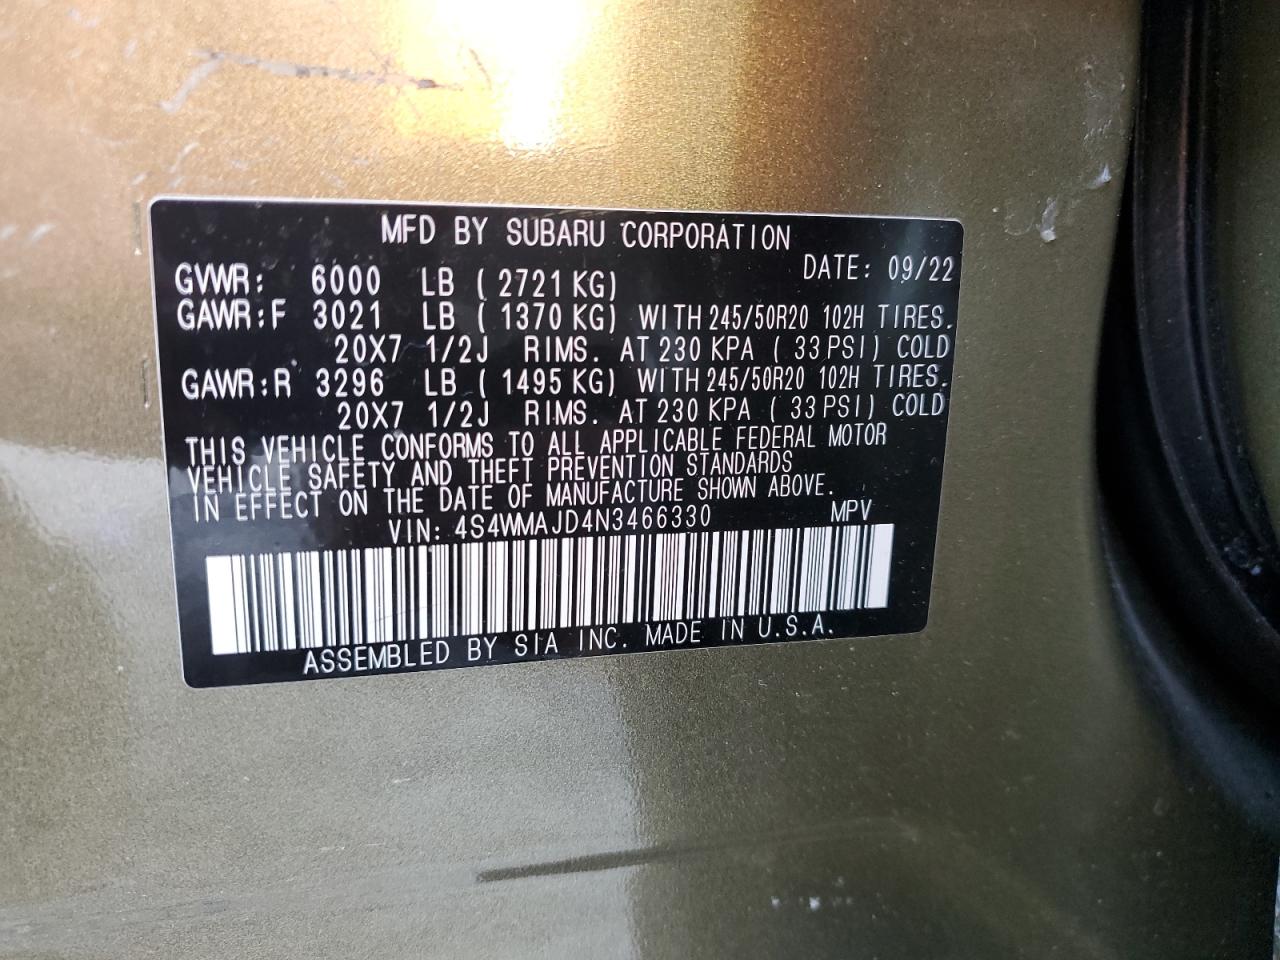 MFD BY SUBARU CORPORATION
DATE: 09/22
GVWR: 6000 LB ( 2721 KG)
GAWR:F 3021 LB ( 1370 KG) WITH 245/50R20 102H TIRES.
20X7 1/2J RIMS. AT 230 KPA ( 33 PSI) COLD
GAWR:R 3296 LB ( 1495 KG) WITH 245/50R20 102H TIRES.
20X7 1/2J RIMS. AT 230 KPA ( 33 PSI) COLD
THIS VEHICLE CONFORMS TO ALL APPLICABLE FEDERAL MOTOR
VEHICLE SAFETY AND THEFT PREVENTION STANDARDS
IN EFFECT ON THE DATE OF MANUFACTURE SHOWN ABOVE.
VIN: 4S4WMAJD4N3466330 MPV
ASSEMBLED BY SIA INC. MADE IN U.S.A.